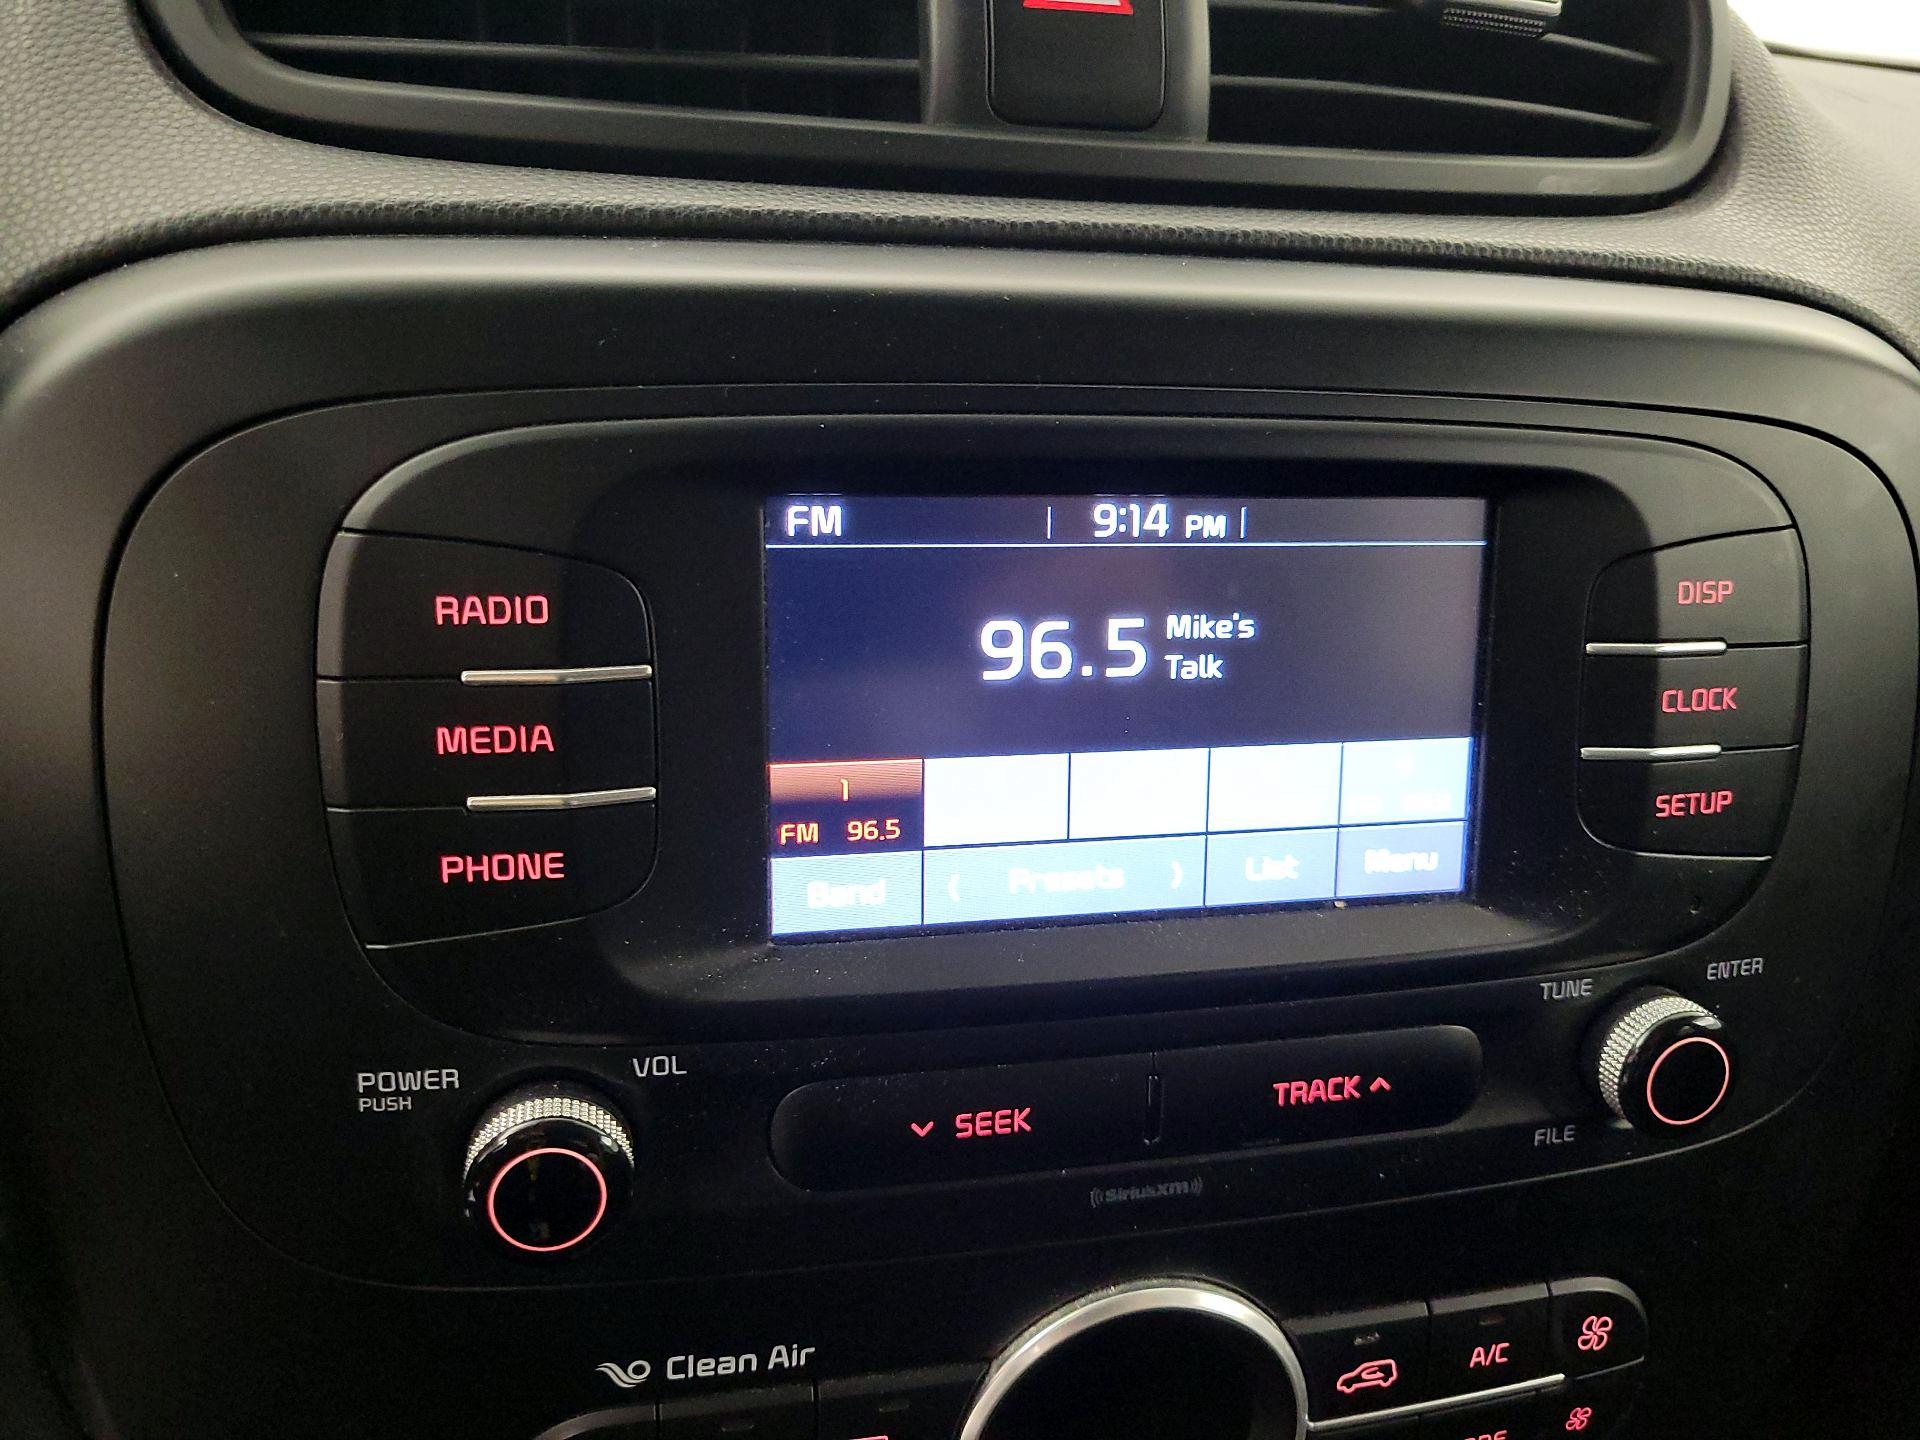 FM | 9:14 PM |
RADIO
96.5 Mike's
Talk
DISP
MEDIA
CLOCK
1
FM 96.5
SETUP
PHONE
Band
Presets
List
Menu
TUNE
ENTER
POWER
PUSH
VOL
SEEK
TRACK
FILE
SiriusXM
Clean Air
A/C